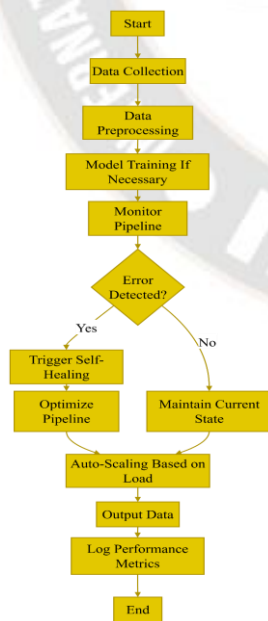 Start
Data Collection
Data
Preprocessing
Model Training If
Necessary
Monitor
Pipeline
Error
Detected?
Yes
No
Trigger Self-
Healing
Optimize
Pipeline
Maintain Current
State
Auto-Scaling Based on
Load
Output Data
Log Performance
Metrics
End